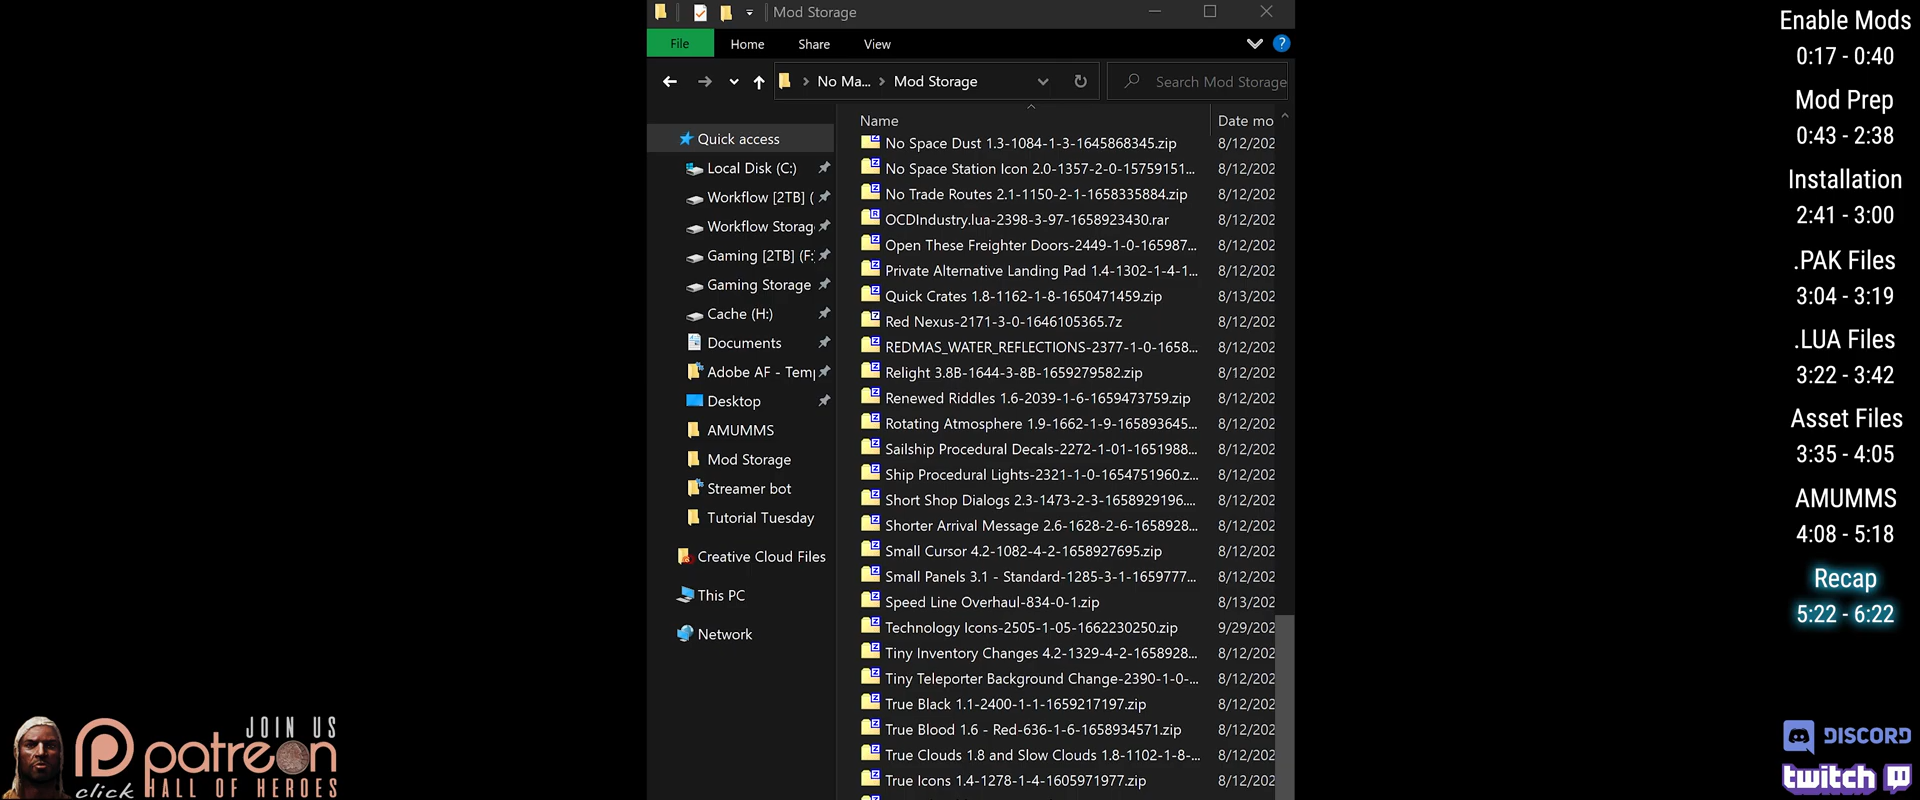 Mod Storage
File Home Share View
No Ma... > Mod Storage
Search Mod Storage
Quick access
Local Disk (C:)
Workflow [2TB] (
Workflow Storag
Gaming [2TB] (F:
Gaming Storage
Cache (H:)
Documents
Adobe AF - Temp
Desktop
AMUMMS
Mod Storage
Streamer bot
Tutorial Tuesday
Creative Cloud Files
This PC
Network
Name Date mo
No Space Dust 1.3-1084-1-3-1645868345.zip 8/12/202
No Space Station Icon 2.0-1357-2-0-15759151... 8/12/202
No Trade Routes 2.1-1150-2-1-1658335884.zip 8/12/202
OCDIndustry.lua-2398-3-97-1658923430.rar 8/12/202
Open These Freighter Doors-2449-1-0-165987... 8/12/202
Private Alternative Landing Pad 1.4-1302-1-4-1... 8/12/202
Quick Crates 1.8-1162-1-8-1650471459.zip 8/13/202
Red Nexus-2171-3-0-1646105365.7z 8/12/202
REDMAS_WATER_REFLECTIONS-2377-1-0-1658... 8/12/202
Relight 3.8B-1644-3-8B-1659279582.zip 8/12/202
Renewed Riddles 1.6-2039-1-6-1659473759.zip 8/12/202
Rotating Atmosphere 1.9-1662-1-9-165893645... 8/12/202
Sailship Procedural Decals-2272-1-01-1651988... 8/12/202
Ship Procedural Lights-2321-1-0-1654751960.z... 8/12/202
Short Shop Dialogs 2.3-1473-2-3-1658929196.... 8/12/202
Shorter Arrival Message 2.6-1628-2-6-1658928... 8/12/202
Small Cursor 4.2-1082-4-2-1658927695.zip 8/12/202
Small Panels 3.1 - Standard-1285-3-1-1659777... 8/12/202
Speed Line Overhaul-834-0-1.zip 8/13/202
Technology Icons-2505-1-05-1662230250.zip 9/29/202
Tiny Inventory Changes 4.2-1329-4-2-1658928... 8/12/202
Tiny Teleporter Background Change-2390-1-0-... 8/12/202
True Black 1.1-2400-1-1-1659217197.zip 8/12/202
True Blood 1.6 - Red-636-1-6-1658934571.zip 8/12/202
True Clouds 1.8 and Slow Clouds 1.8-1102-1-8-... 8/12/202
True Icons 1.4-1278-1-4-1605971977.zip 8/12/202
Enable Mods
0:17 - 0:40
Mod Prep
0:43 - 2:38
Installation
2:41 - 3:00
.PAK Files
3:04 - 3:19
.LUA Files
3:22 - 3:42
Asset Files
3:35 - 4:05
AMUMMS
4:08 - 5:18
Recap
5:22 - 6:22
JOIN US
patreon
click HALL OF HEROES
DISCORD
twitch